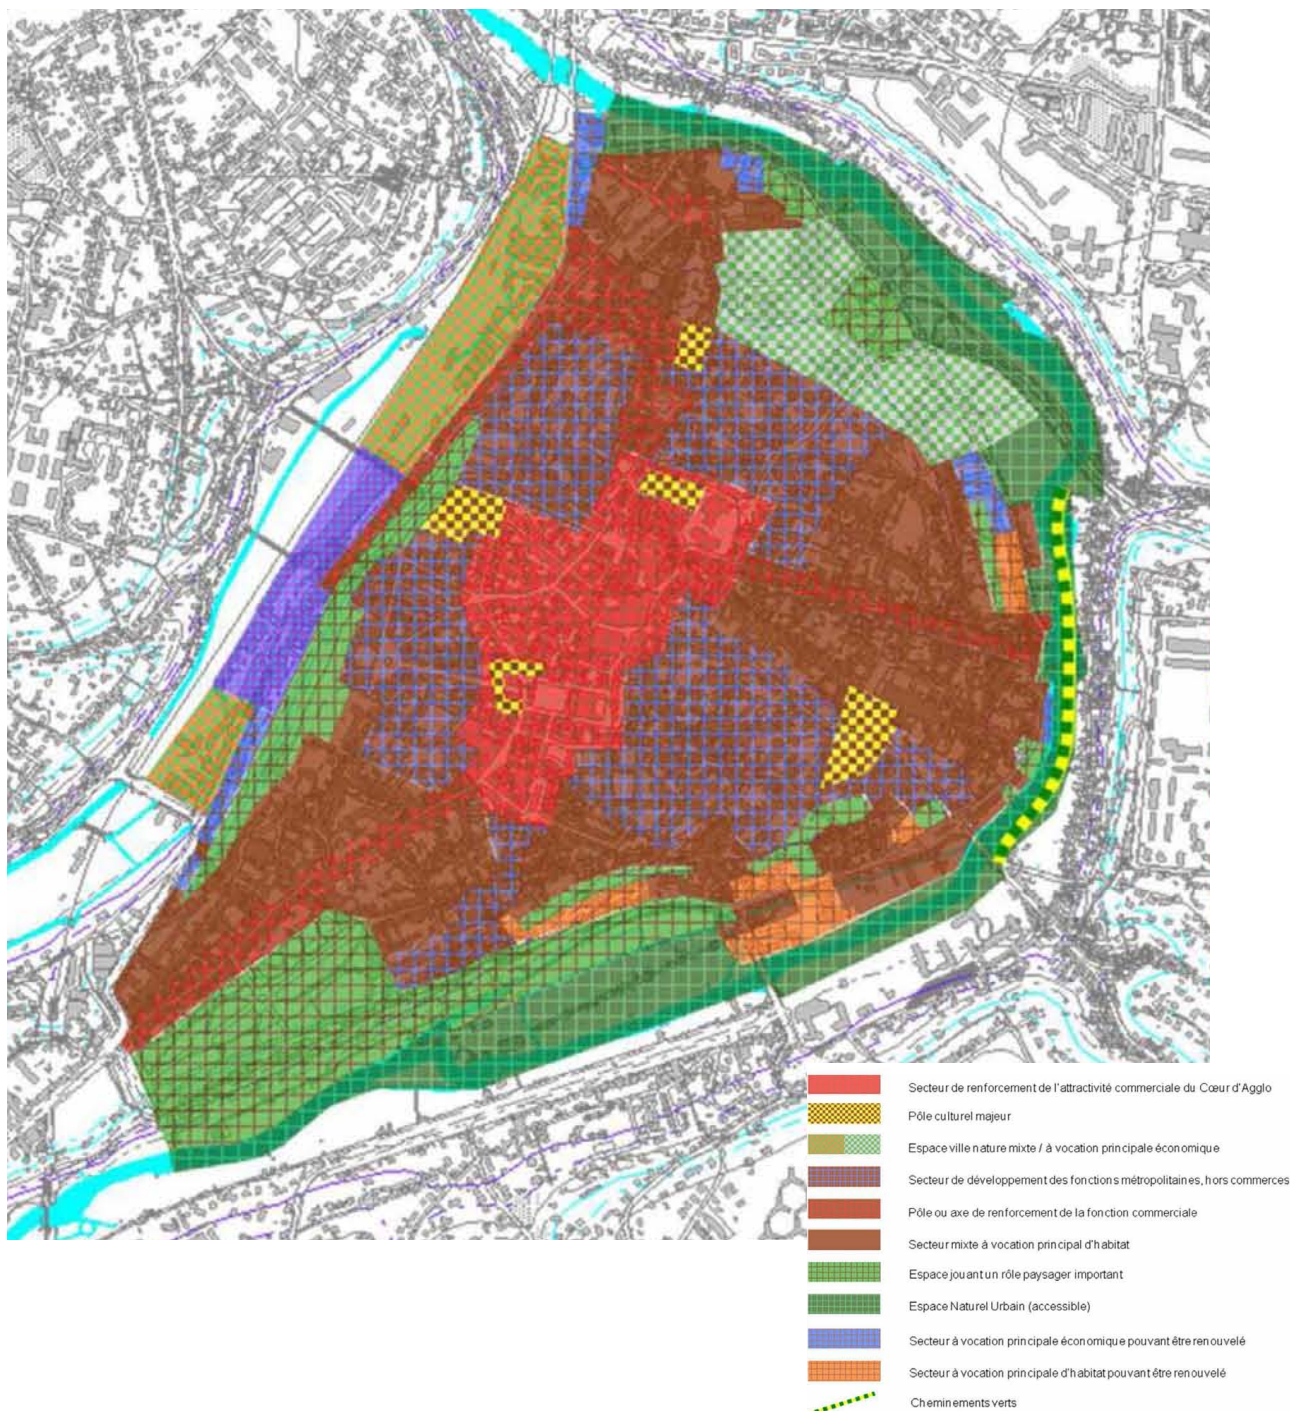 Secteur de renforcement de l'attractivité commerciale du Cœur d'Agglo
Pôle culturel majeur
Espace ville nature mixte / à vocation principale économique
Secteur de développement des fonctions métropolitaines, hors commerces
Pôle ou axe de renforcement de la fonction commerciale
Secteur mixte à vocation principal d'habitat
Espace jouant un rôle paysager important
Espace Naturel Urbain (accessible)
Secteur à vocation principale économique pouvant être renouvelé
Secteur à vocation principale d'habitat pouvant être renouvelé
Cheminements verts